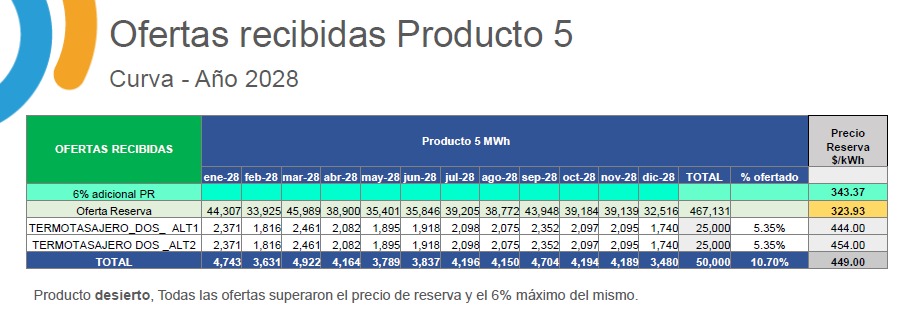 Ofertas recibidas Producto 5
Curva - Año 2028
OFERTAS RECIBIDAS Producto 5 MWh Precio Reserva $/kWh
ene-28 feb-28 mar-28 abr-28 may-28 jun-28 jul-28 ago-28 sep-28 oct-28 nov-28 dic-28 TOTAL % ofertado
6% adicional PR 343.37
Oferta Reserva 44,307 33,925 45,989 38,900 35,401 35,846 39,205 38,772 43,948 39,184 39,139 32,516 467,131 323.93
TERMOTASAJERO DOS_ ALT1 2,371 1,816 2,461 2,082 1,895 1,918 2,098 2,075 2,352 2,097 2,095 1,740 25,000 5.35% 444.00
TERMOTASAJERO DOS _ALT2 2,371 1,816 2,461 2,082 1,895 1,918 2,098 2,075 2,352 2,097 2,095 1,740 25,000 5.35% 454.00
TOTAL 4,743 3,631 4,922 4,164 3,789 3,837 4,196 4,150 4,704 4,194 4,189 3,480 50,000 10.70% 449.00
Producto desierto, Todas las ofertas superaron el precio de reserva y el 6% máximo del mismo.